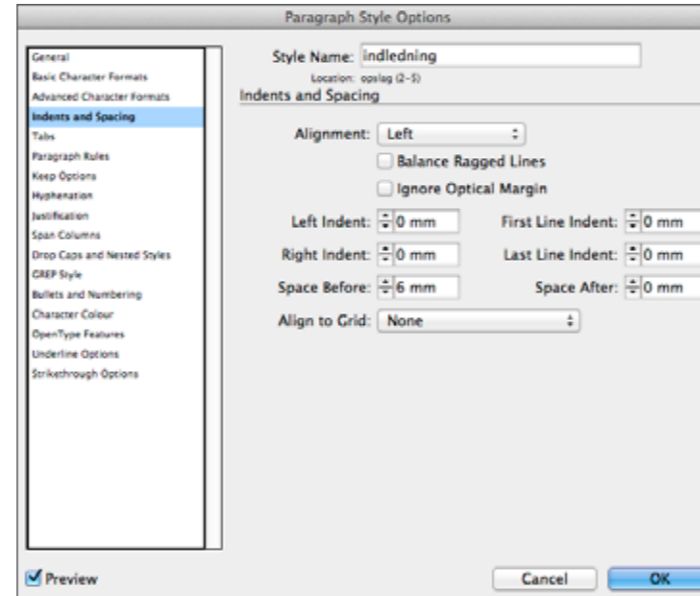 Paragraph Style Options
General
Basic Character Formats
Advanced Character Formats
Indents and Spacing
Tabs
Paragraph Rules
Keep Options
Hyphenation
Justification
Span Columns
Drop Caps and Nested Styles
GREP Style
Bullets and Numbering
Character Colour
OpenType Features
Underline Options
Strikethrough Options
Style Name: indledning
Location: opslag (2-5)
Indents and Spacing
Alignment: Left
Balance Ragged Lines
Ignore Optical Margin
Left Indent: 0 mm First Line Indent: 0 mm
Right Indent: 0 mm Last Line Indent: 0 mm
Space Before: 6 mm Space After: 0 mm
Align to Grid: None
Preview Cancel OK